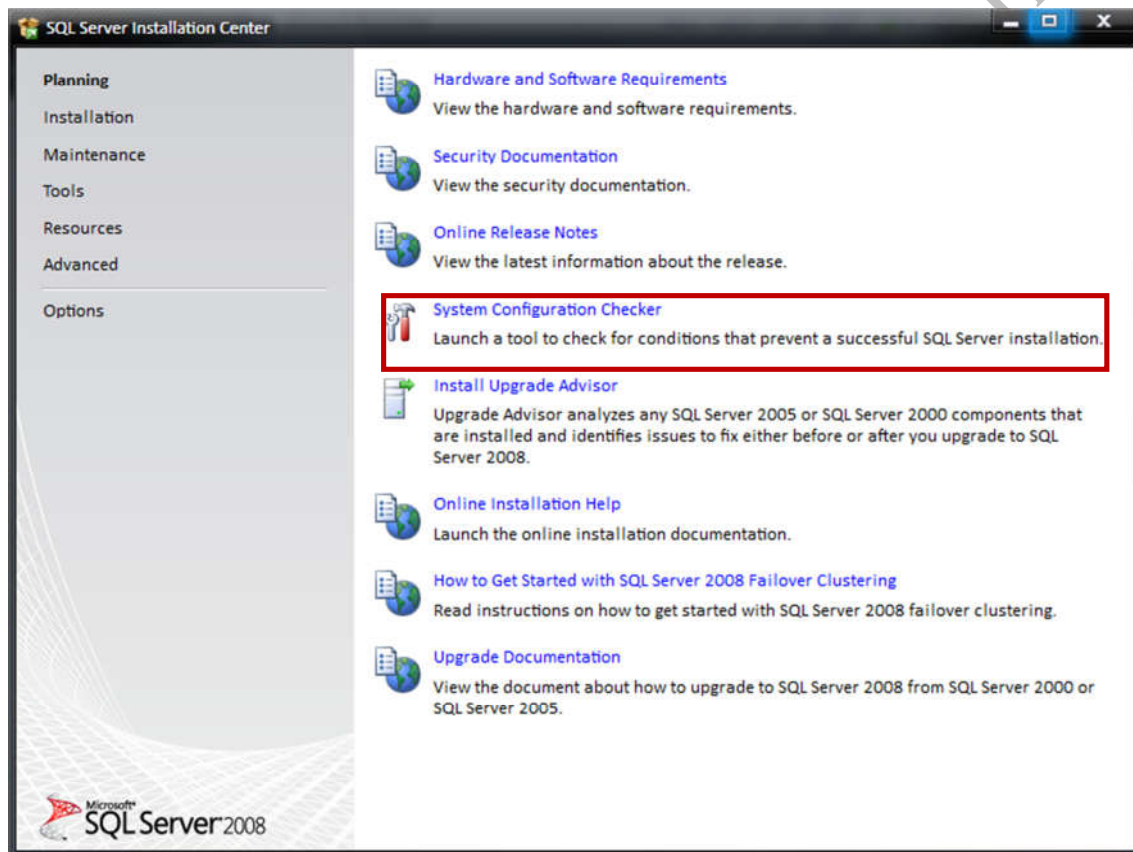 SQL Server Installation Center
Planning
Installation
Maintenance
Tools
Resources
Advanced
Options
Hardware and Software Requirements
View the hardware and software requirements.
Security Documentation
View the security documentation.
Online Release Notes
View the latest information about the release.
System Configuration Checker
Launch a tool to check for conditions that prevent a successful SQL Server installation.
Install Upgrade Advisor
Upgrade Advisor analyzes any SQL Server 2005 or SQL Server 2000 components that
are installed and identifies issues to fix either before or after you upgrade to SQL
Server 2008.
Online Installation Help
Launch the online installation documentation.
How to Get Started with SQL Server 2008 Failover Clustering
Read instructions on how to get started with SQL Server 2008 failover clustering.
Upgrade Documentation
View the document about how to upgrade to SQL Server 2008 from SQL Server 2000 or
SQL Server 2005.
Microsoft
SQL Server 2008